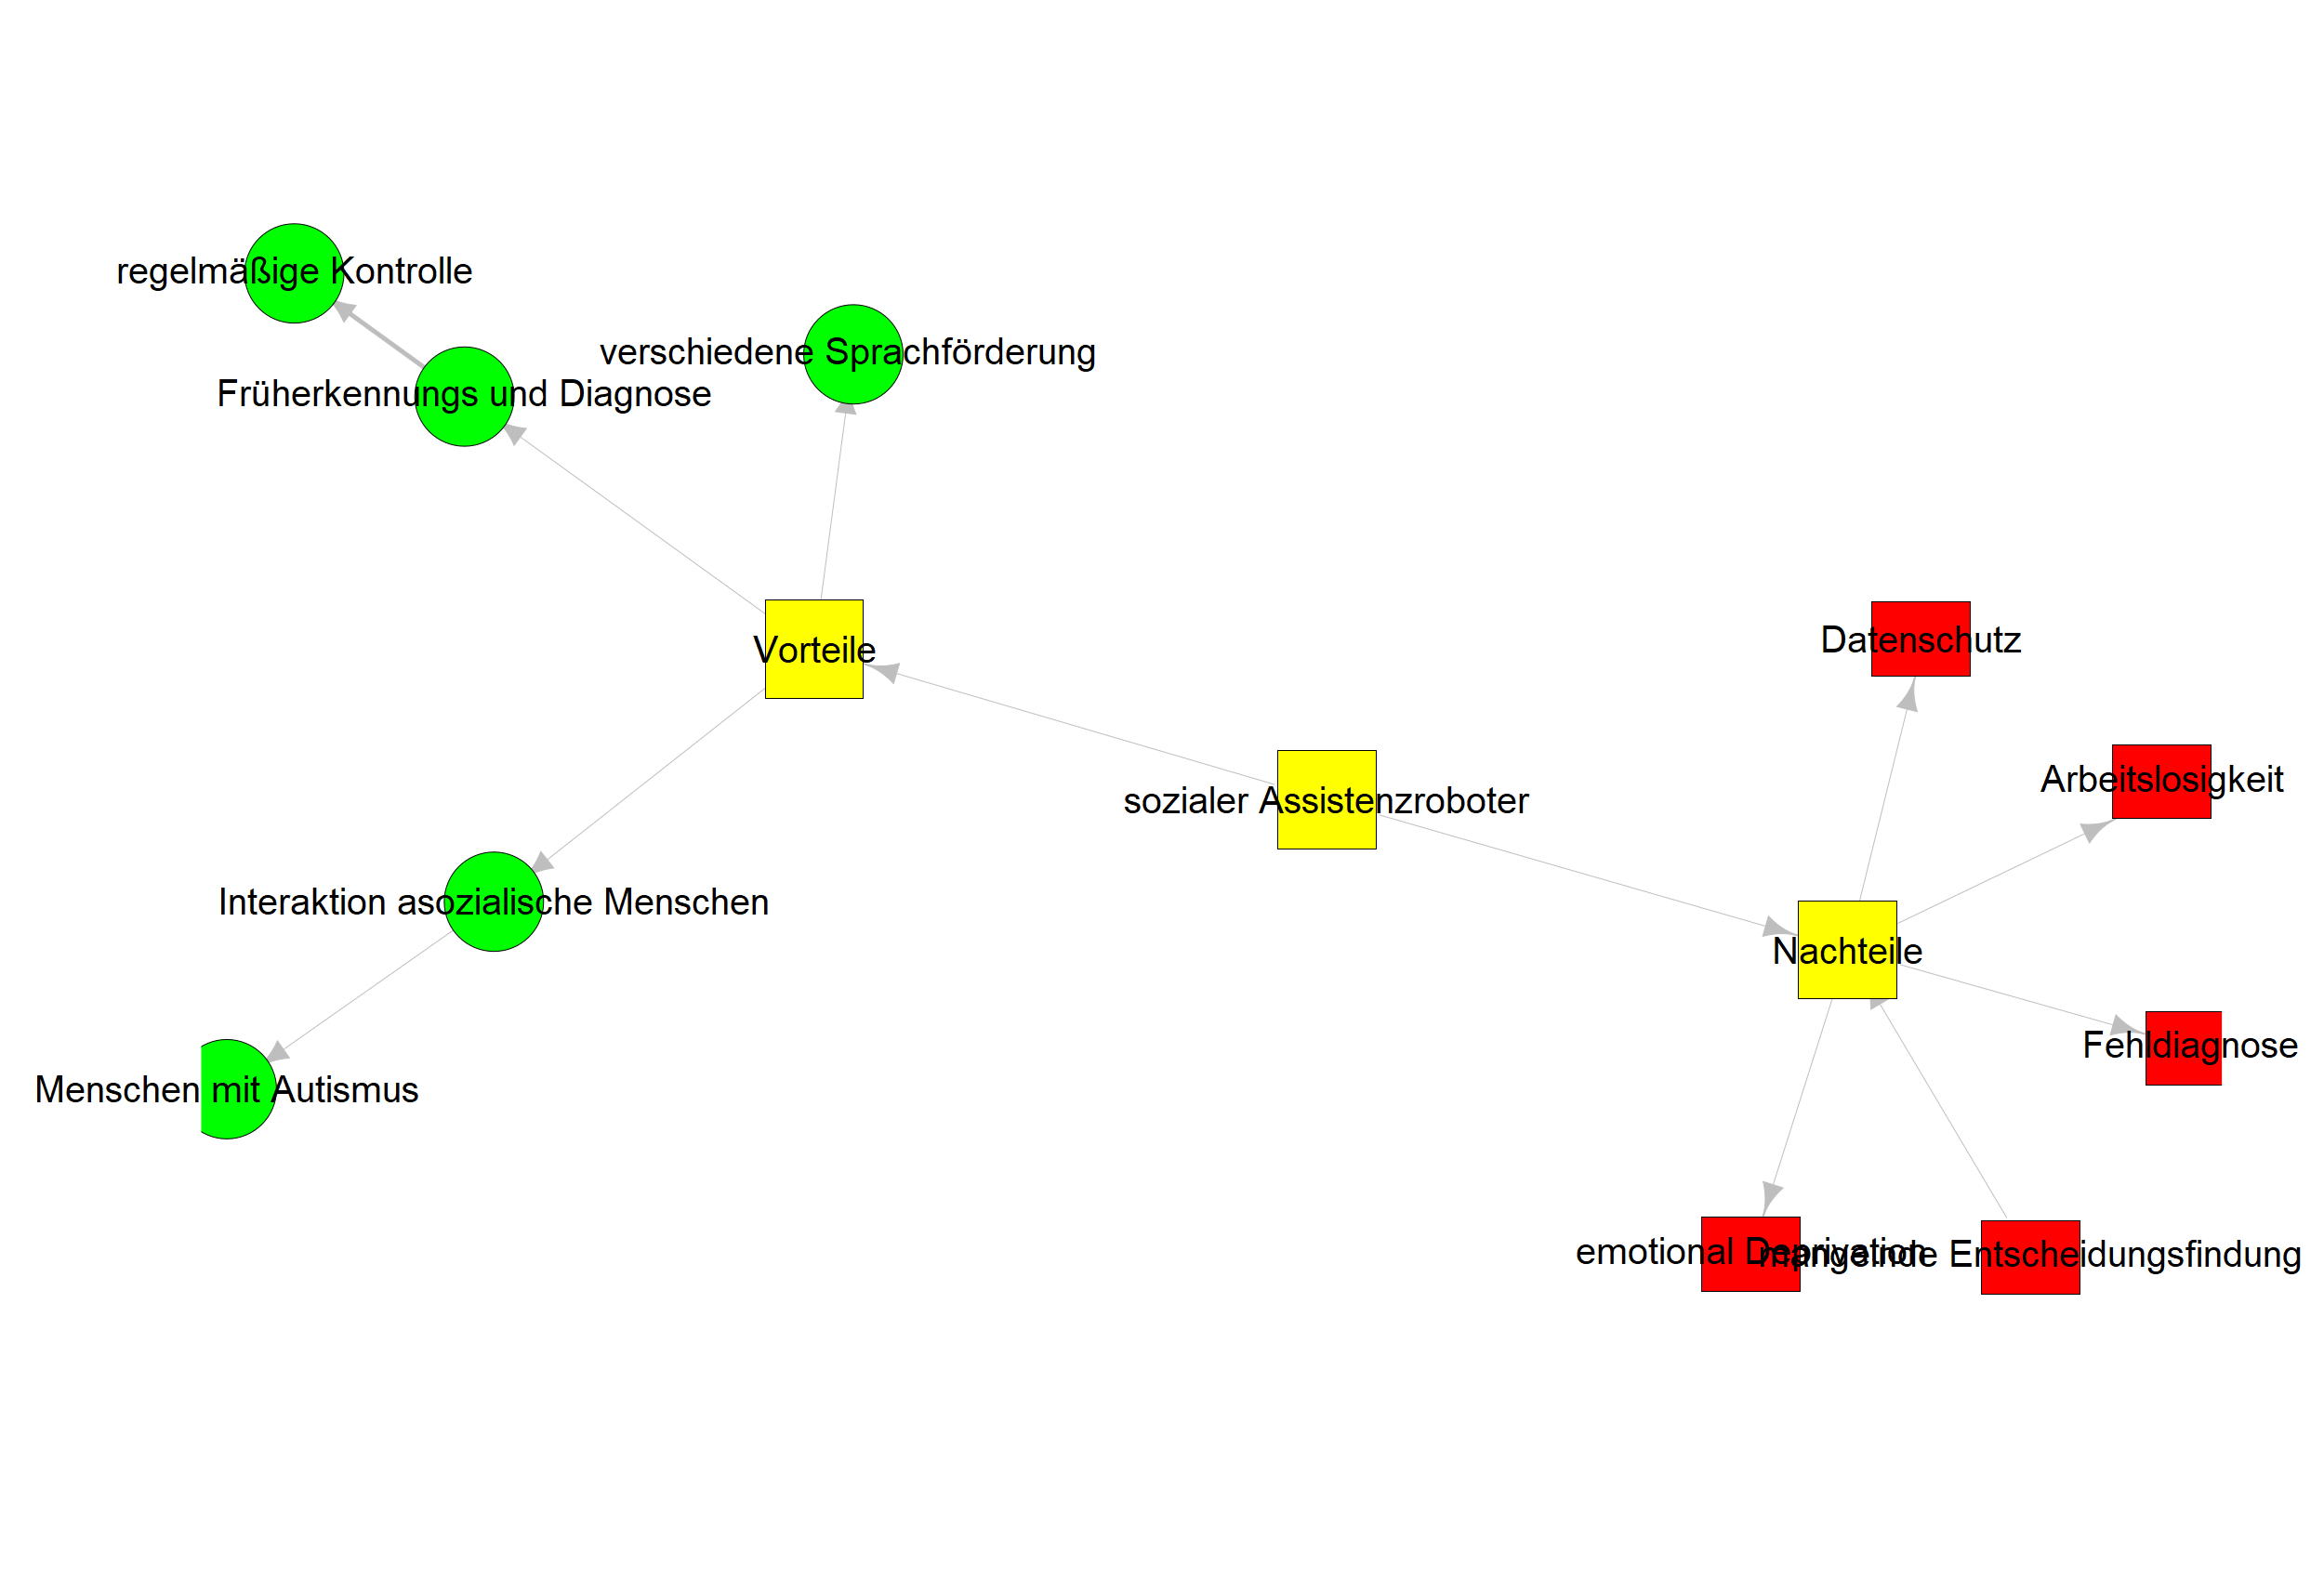 regelmäßige Kontrolle
verschiedene Sprachförderung
Früherkennungs und Diagnose
Datenschutz
Vorteile
Arbeitslosigkeit
sozialer Assistenzroboter
Interaktion asozialische Menschen
Nachteile
Fehldiagnose
Menschen mit Autismus
emotional Deprivation
mangelnde Entscheidungsfindung